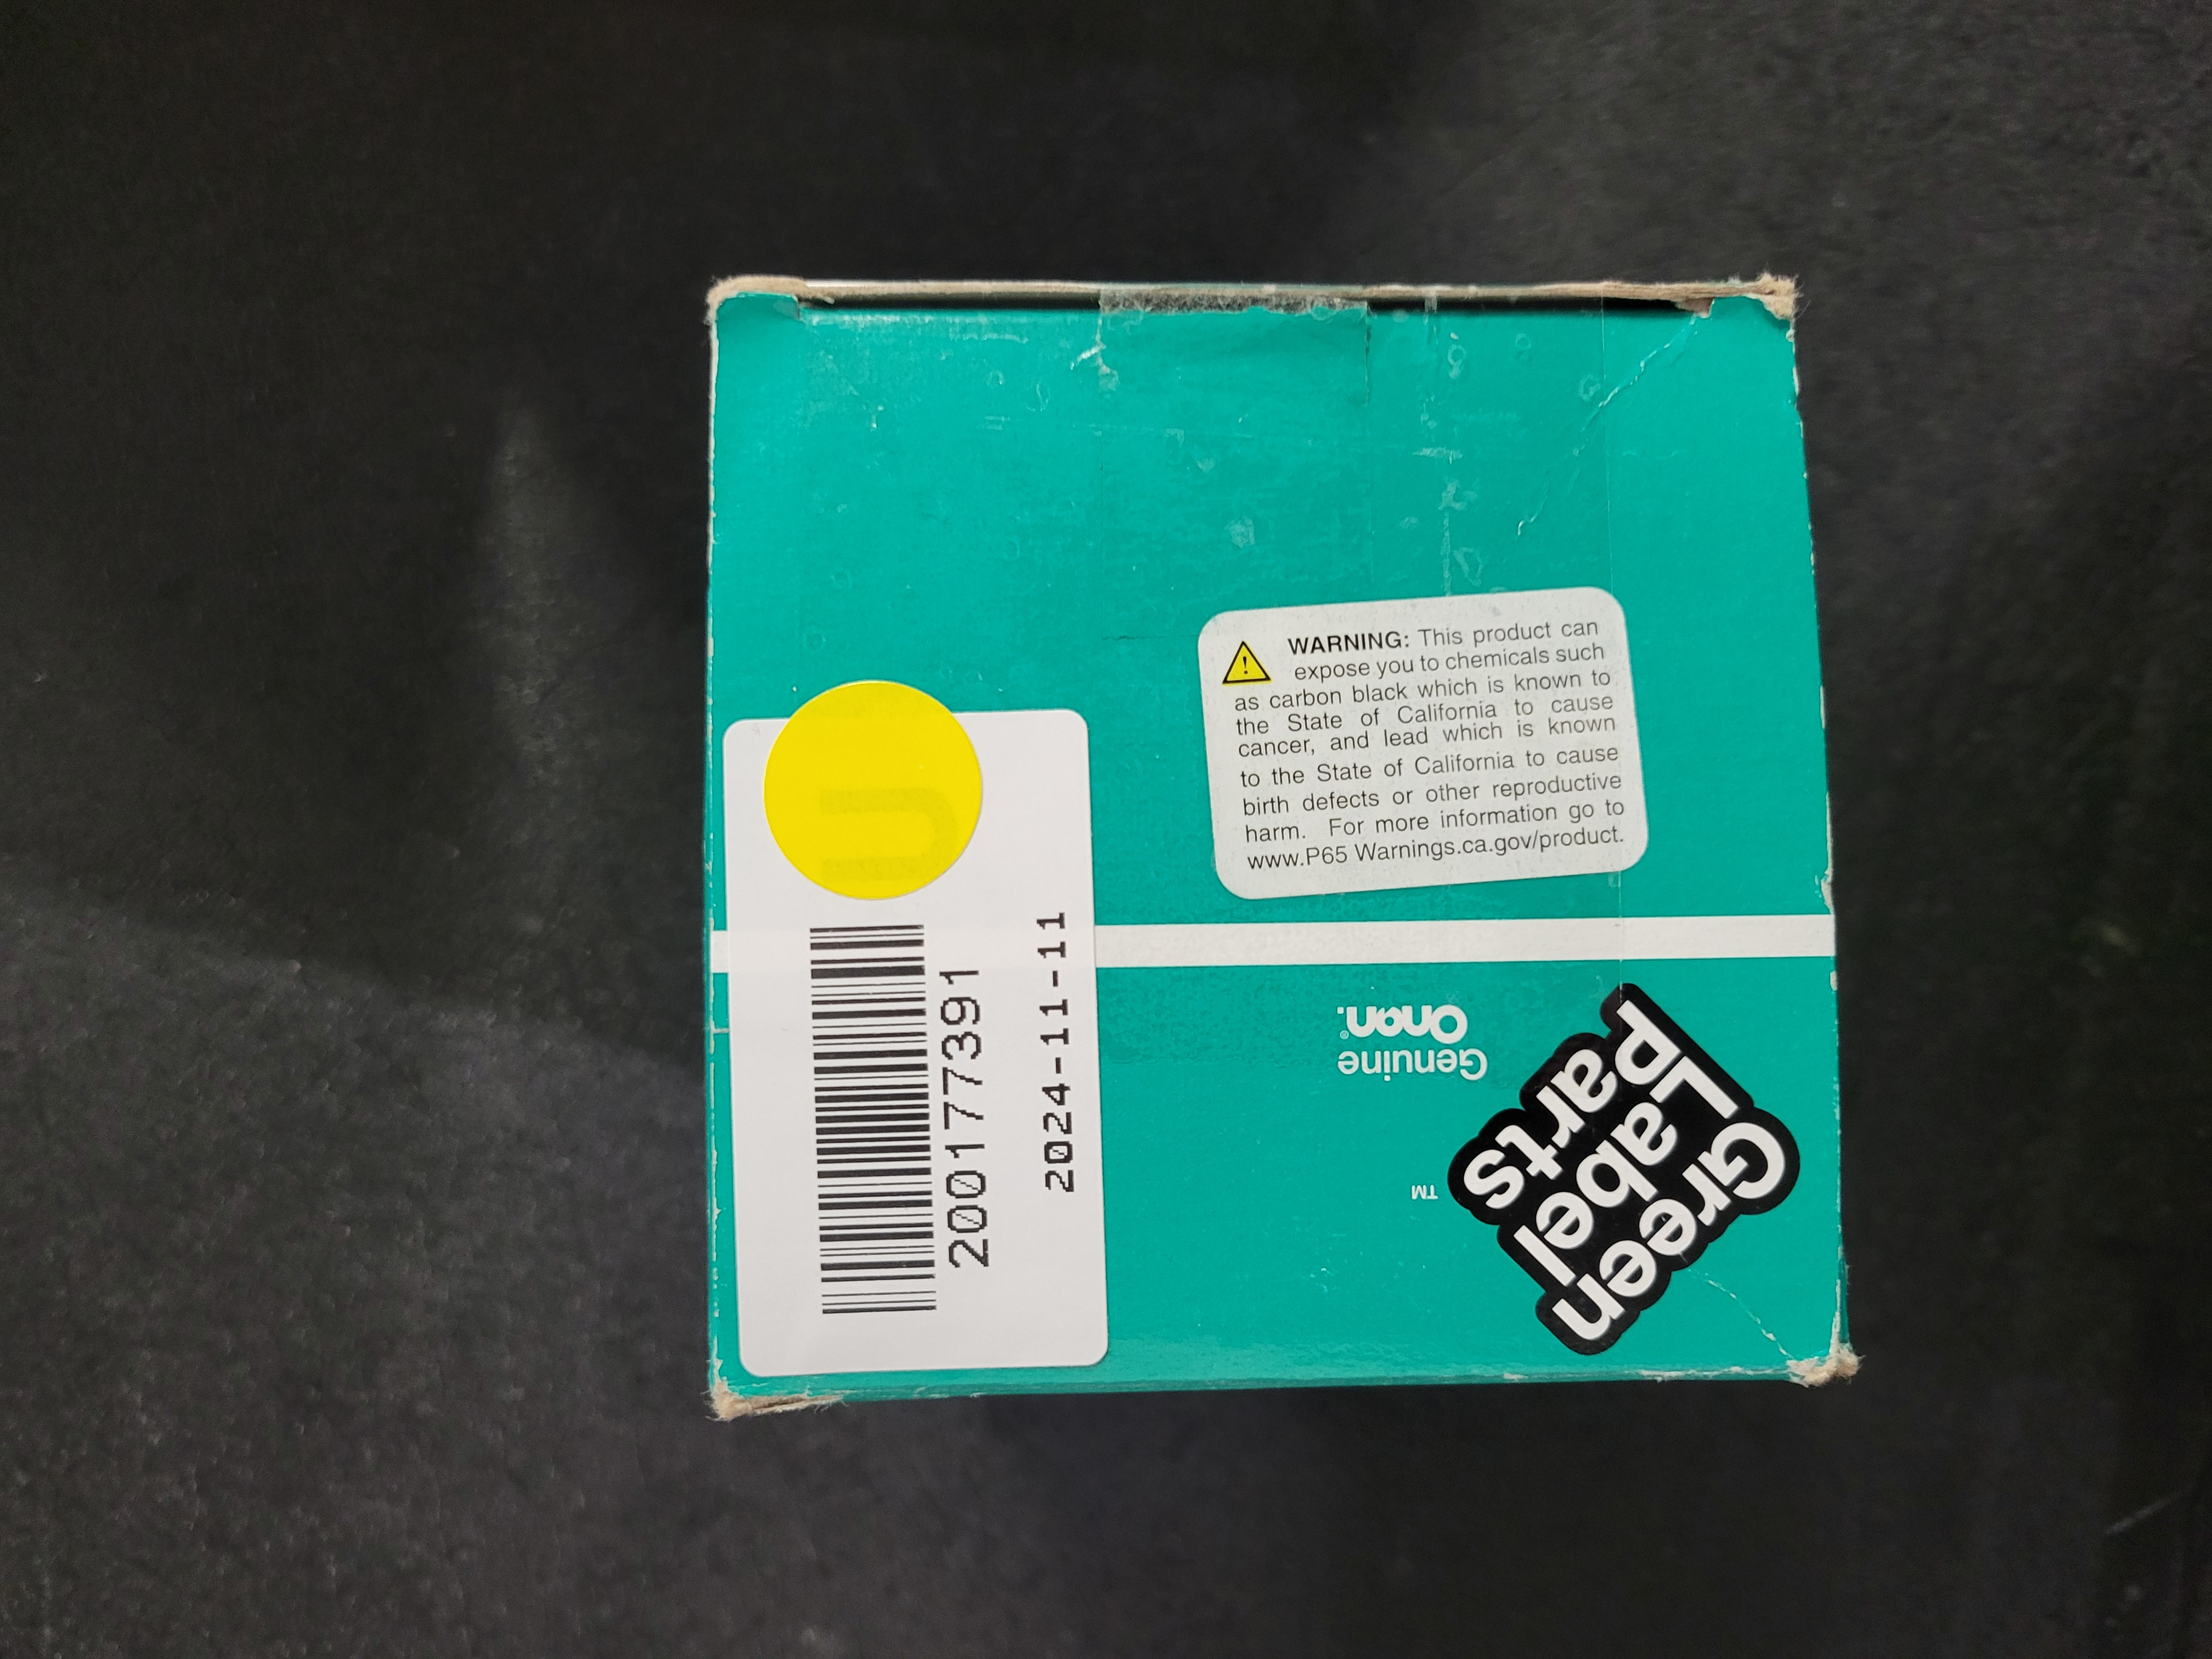 WARNING: This product can
expose you to chemicals such
as carbon black which is known to
the State of California to cause
cancer, and lead which is known
to the State of California to cause
birth defects or other reproductive
harm. For more information go to
www.P65 Warnings.ca.gov/product.
20017739​1
2024-11-11
Genuine
Onan®.
Green
Label
Parts
TM